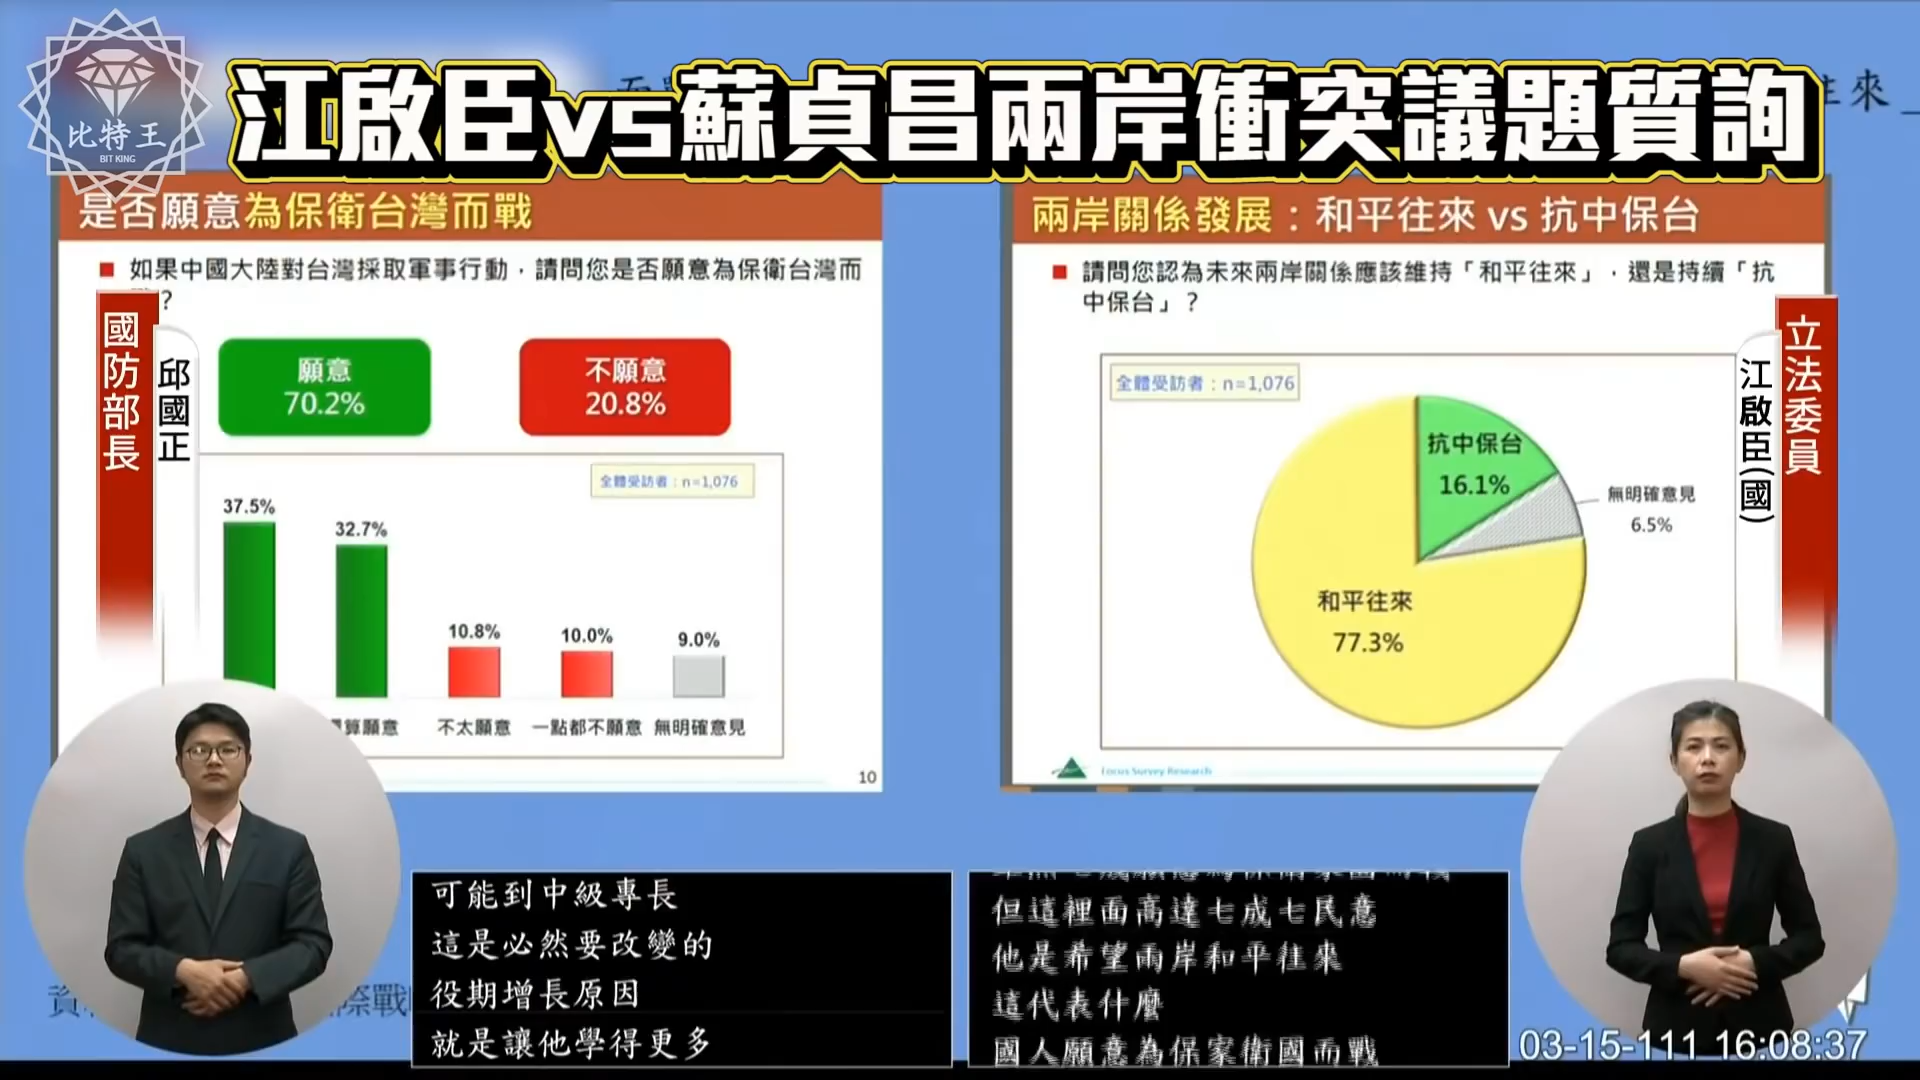 比特王
BIT KING
江啟臣vs蘇貞昌兩岸衝突議題質詢
往來
是否願意為保衛台灣而戰
如果中國大陸對台灣採取軍事行動，請問您是否願意為保衛台灣而
？
願意
70.2%
不願意
20.8%
全體受訪者：n=1,076
37.5%
32.7%
10.8%
10.0%
9.0%
算願意
不太願意
一點都不願意
無明確意見
10
國防部長
邱國正
兩岸關係發展：和平往來 vs 抗中保台
請問您認為未來兩岸關係應該維持「和平往來」，還是持續「抗
中保台」？
全體受訪者：n=1,076
抗中保台
16.1%
無明確意見
6.5%
和平往來
77.3%
Focus Survey Research
立法委員
江啟臣(國)
可能到中級專長
這是必然要改變的
役期增長原因
就是讓他學得更多
但這裡面高達七成七民意
他是希望兩岸和平往來
這代表什麼
國人願意為保家衛國而戰
03-15-111 16:08:37